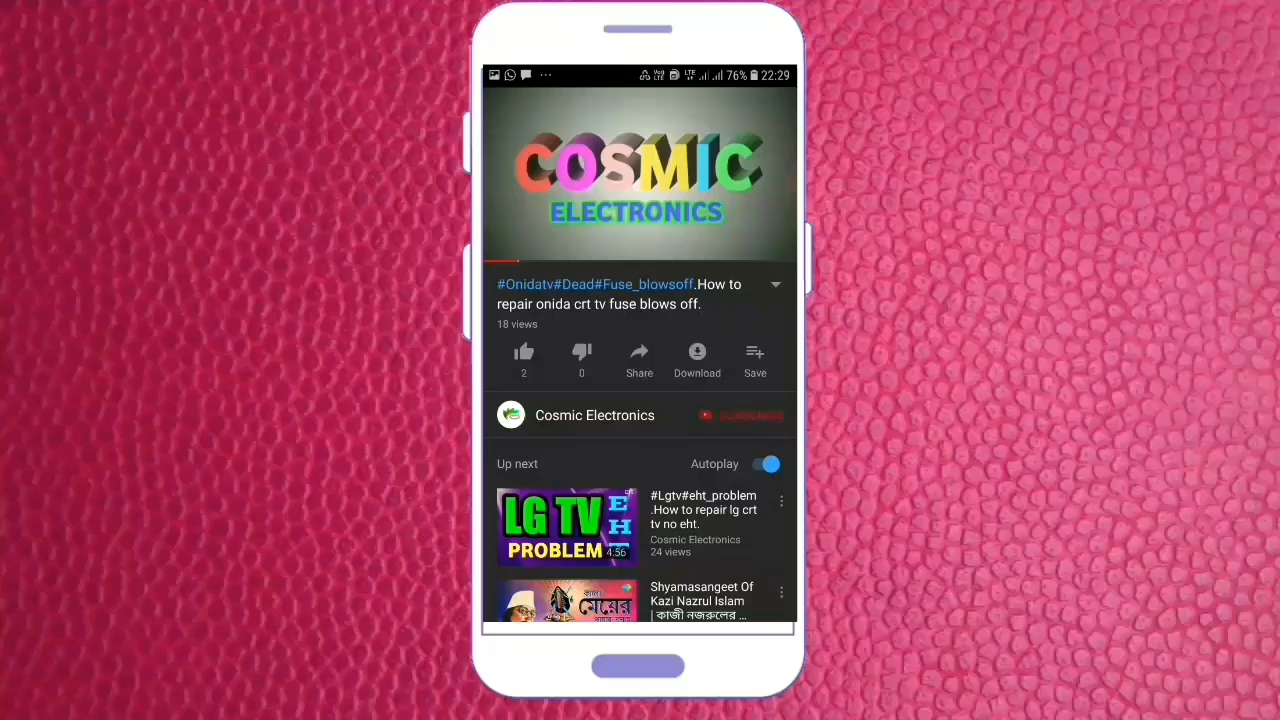 76% 22:29
COSMIC
ELECTRONICS
#Onidatv#Dead#Fuse_blowsoff.How to
repair onida crt tv fuse blows off.
18 views
2
0
Share
Download
Save
Cosmic Electronics
SUBSCRIBE
Up next
Autoplay
LG TV
EHT
PROBLEM
4:56
#Lgtv#eht_problem
.How to repair lg crt
tv no eht.
Cosmic Electronics
24 views
মেয়ের
Shyamasangeet Of
Kazi Nazrul Islam
| কাজী নজরুলের ...